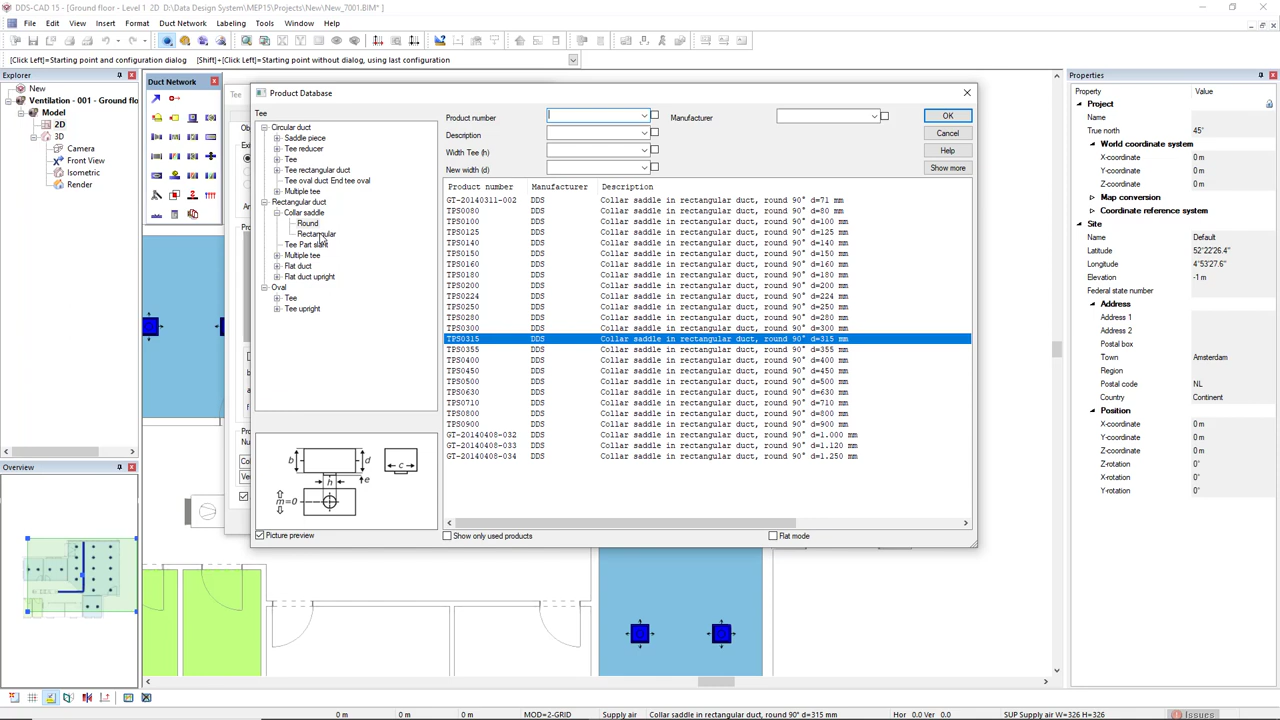 DDS-CAD 15 - [Ground floor - Level 1 2D D:\Data Design System\MEP15\Projects\New\New_7001.BIM*]
File Edit View Insert Format Duct Network Labeling Tools Window Help
[Click Left]=Starting point and configuration dialog [Shift]+[Click Left]=Starting point without dialog, using last configuration
Explorer
New
Ventilation - 001 - Ground flo
Model
2D
3D
Camera
Front View
Isometric
Render
Duct Network
Tee
Product Database
Tee
Circular duct
Saddle piece
Tee reducer
Tee
Tee rectangular duct
Tee oval duct End tee oval
Multiple tee
Rectangular duct
Collar saddle
Round
Rectangular
Multiple tee
Flat duct
Flat duct upright
Oval
Tee
Tee upright
Product number
Description
Width Tee (h)
New width (d)
Manufacturer
OK
Cancel
Help
Show more
Product number Manufacturer Description
GT-20140311-002 DDS Collar saddle in rectangular duct, round 90° d=71 mm
TPS0080 DDS Collar saddle in rectangular duct, round 90° d=80 mm
TPS0100 DDS Collar saddle in rectangular duct, round 90° d=100 mm
TPS0125 DDS Collar saddle in rectangular duct, round 90° d=125 mm
TPS0140 DDS Collar saddle in rectangular duct, round 90° d=140 mm
TPS0150 DDS Collar saddle in rectangular duct, round 90° d=150 mm
TPS0160 DDS Collar saddle in rectangular duct, round 90° d=160 mm
TPS0180 DDS Collar saddle in rectangular duct, round 90° d=180 mm
TPS0200 DDS Collar saddle in rectangular duct, round 90° d=200 mm
TPS0224 DDS Collar saddle in rectangular duct, round 90° d=224 mm
TPS0250 DDS Collar saddle in rectangular duct, round 90° d=250 mm
TPS0280 DDS Collar saddle in rectangular duct, round 90° d=280 mm
TPS0300 DDS Collar saddle in rectangular duct, round 90° d=300 mm
TPS0315 DDS Collar saddle in rectangular duct, round 90° d=315 mm
TPS0355 DDS Collar saddle in rectangular duct, round 90° d=355 mm
TPS0400 DDS Collar saddle in rectangular duct, round 90° d=400 mm
TPS0450 DDS Collar saddle in rectangular duct, round 90° d=450 mm
TPS0500 DDS Collar saddle in rectangular duct, round 90° d=500 mm
TPS0630 DDS Collar saddle in rectangular duct, round 90° d=630 mm
TPS0710 DDS Collar saddle in rectangular duct, round 90° d=710 mm
TPS0800 DDS Collar saddle in rectangular duct, round 90° d=800 mm
TPS0900 DDS Collar saddle in rectangular duct, round 90° d=900 mm
GT-20140408-032 DDS Collar saddle in rectangular duct, round 90° d=1.000 mm
GT-20140408-033 DDS Collar saddle in rectangular duct, round 90° d=1.120 mm
GT-20140408-034 DDS Collar saddle in rectangular duct, round 90° d=1.250 mm
b d c
h e
m=0
Picture preview
Show only used products
Flat mode
Properties
Property Value
Project
Name
True north 45°
World coordinate system
X-coordinate 0 m
Y-coordinate 0 m
Z-coordinate 0 m
Map conversion
Coordinate reference system
Site
Name Default
Latitude 52°22'26.4"
Longitude 4°53'27.6"
Elevation -1 m
Federal state number
Address
Address 1
Address 2
Postal box
Town Amsterdam
Region
Postal code NL
Country Continent
Position
X-coordinate 0 m
Y-coordinate 0 m
Z-coordinate 0 m
Z-rotation 0°
X-rotation 0°
Y-rotation 0°
Overview
0 m 0 m 0 m MOD=2-GRID Supply air Collar saddle in rectangular duct, round 90° d=315 mm Hor 0.0 Ver 0.0 SUP Supply air W=326 H=326 Issues